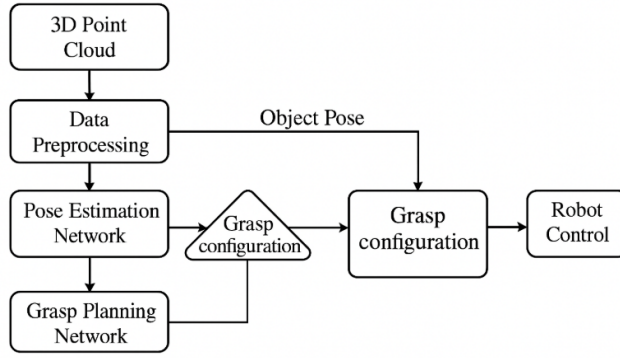 3D Point
Cloud
Data
Preprocessing
Object Pose
Pose Estimation
Network
Grasp
configuration
Grasp
configuration
Robot
Control
Grasp Planning
Network